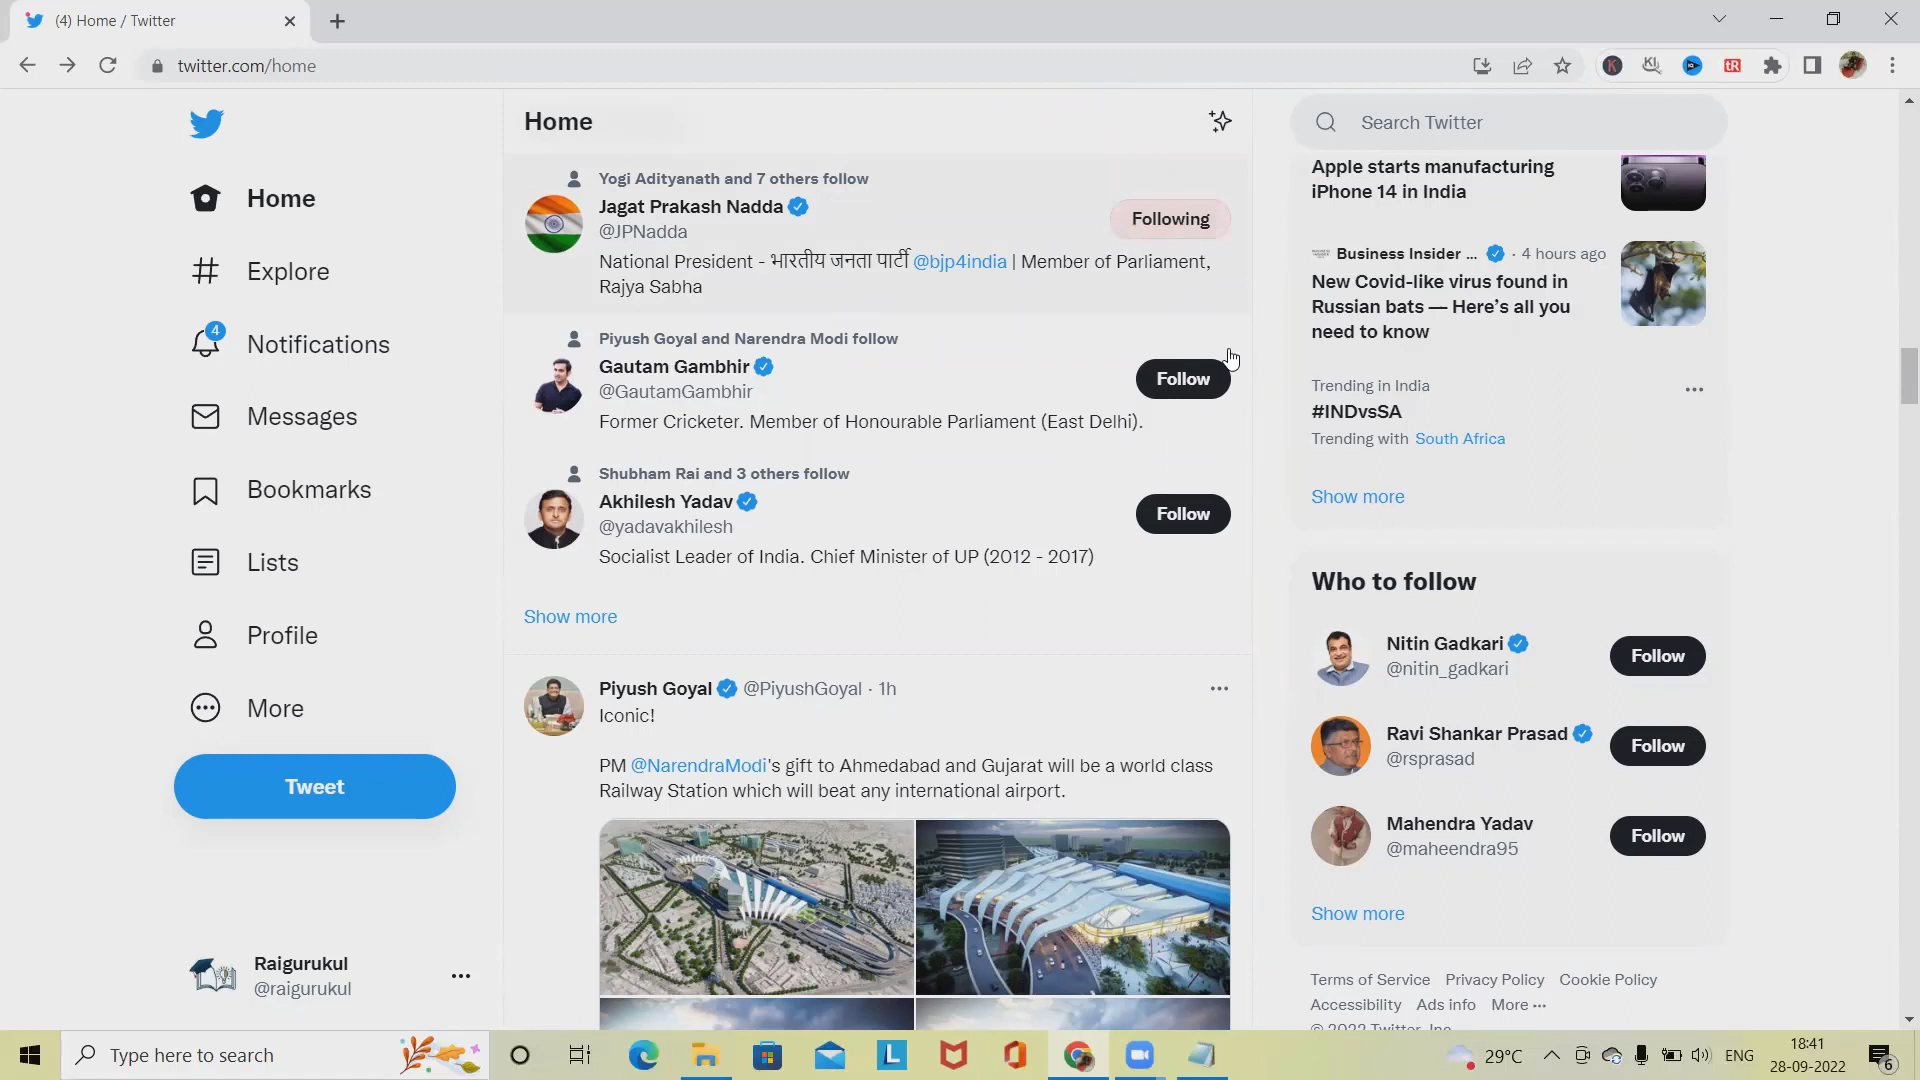 (4) Home / Twitter
twitter.com/home
Home
Explore
4
Notifications
Messages
Bookmarks
Lists
Profile
More
Tweet
Raigurukul
@raigurukul
Home
Yogi Adityanath and 7 others follow
Jagat Prakash Nadda
@JPNadda
Following
National President - भारतीय जनता पार्टी @bjp4india | Member of Parliament,
Rajya Sabha
Piyush Goyal and Narendra Modi follow
Gautam Gambhir
@GautamGambhir
Follow
Former Cricketer. Member of Honourable Parliament (East Delhi).
Shubham Rai and 3 others follow
Akhilesh Yadav
@yadavakhilesh
Follow
Socialist Leader of India. Chief Minister of UP (2012 - 2017)
Show more
Piyush Goyal @PiyushGoyal · 1h
Iconic!
PM @NarendraModi's gift to Ahmedabad and Gujarat will be a world class
Railway Station which will beat any international airport.
Search Twitter
Apple starts manufacturing
iPhone 14 in India
Business Insider ... · 4 hours ago
New Covid-like virus found in
Russian bats — Here's all you
need to know
Trending in India
#INDvsSA
Trending with South Africa
Show more
Who to follow
Nitin Gadkari
@nitin_gadkari
Follow
Ravi Shankar Prasad
@rsprasad
Follow
Mahendra Yadav
@maheendra95
Follow
Show more
Terms of Service Privacy Policy Cookie Policy
Accessibility Ads info More ···
© 2022 Twitter, Inc.
Type here to search
29°C
ENG
18:41
28-09-2022
6